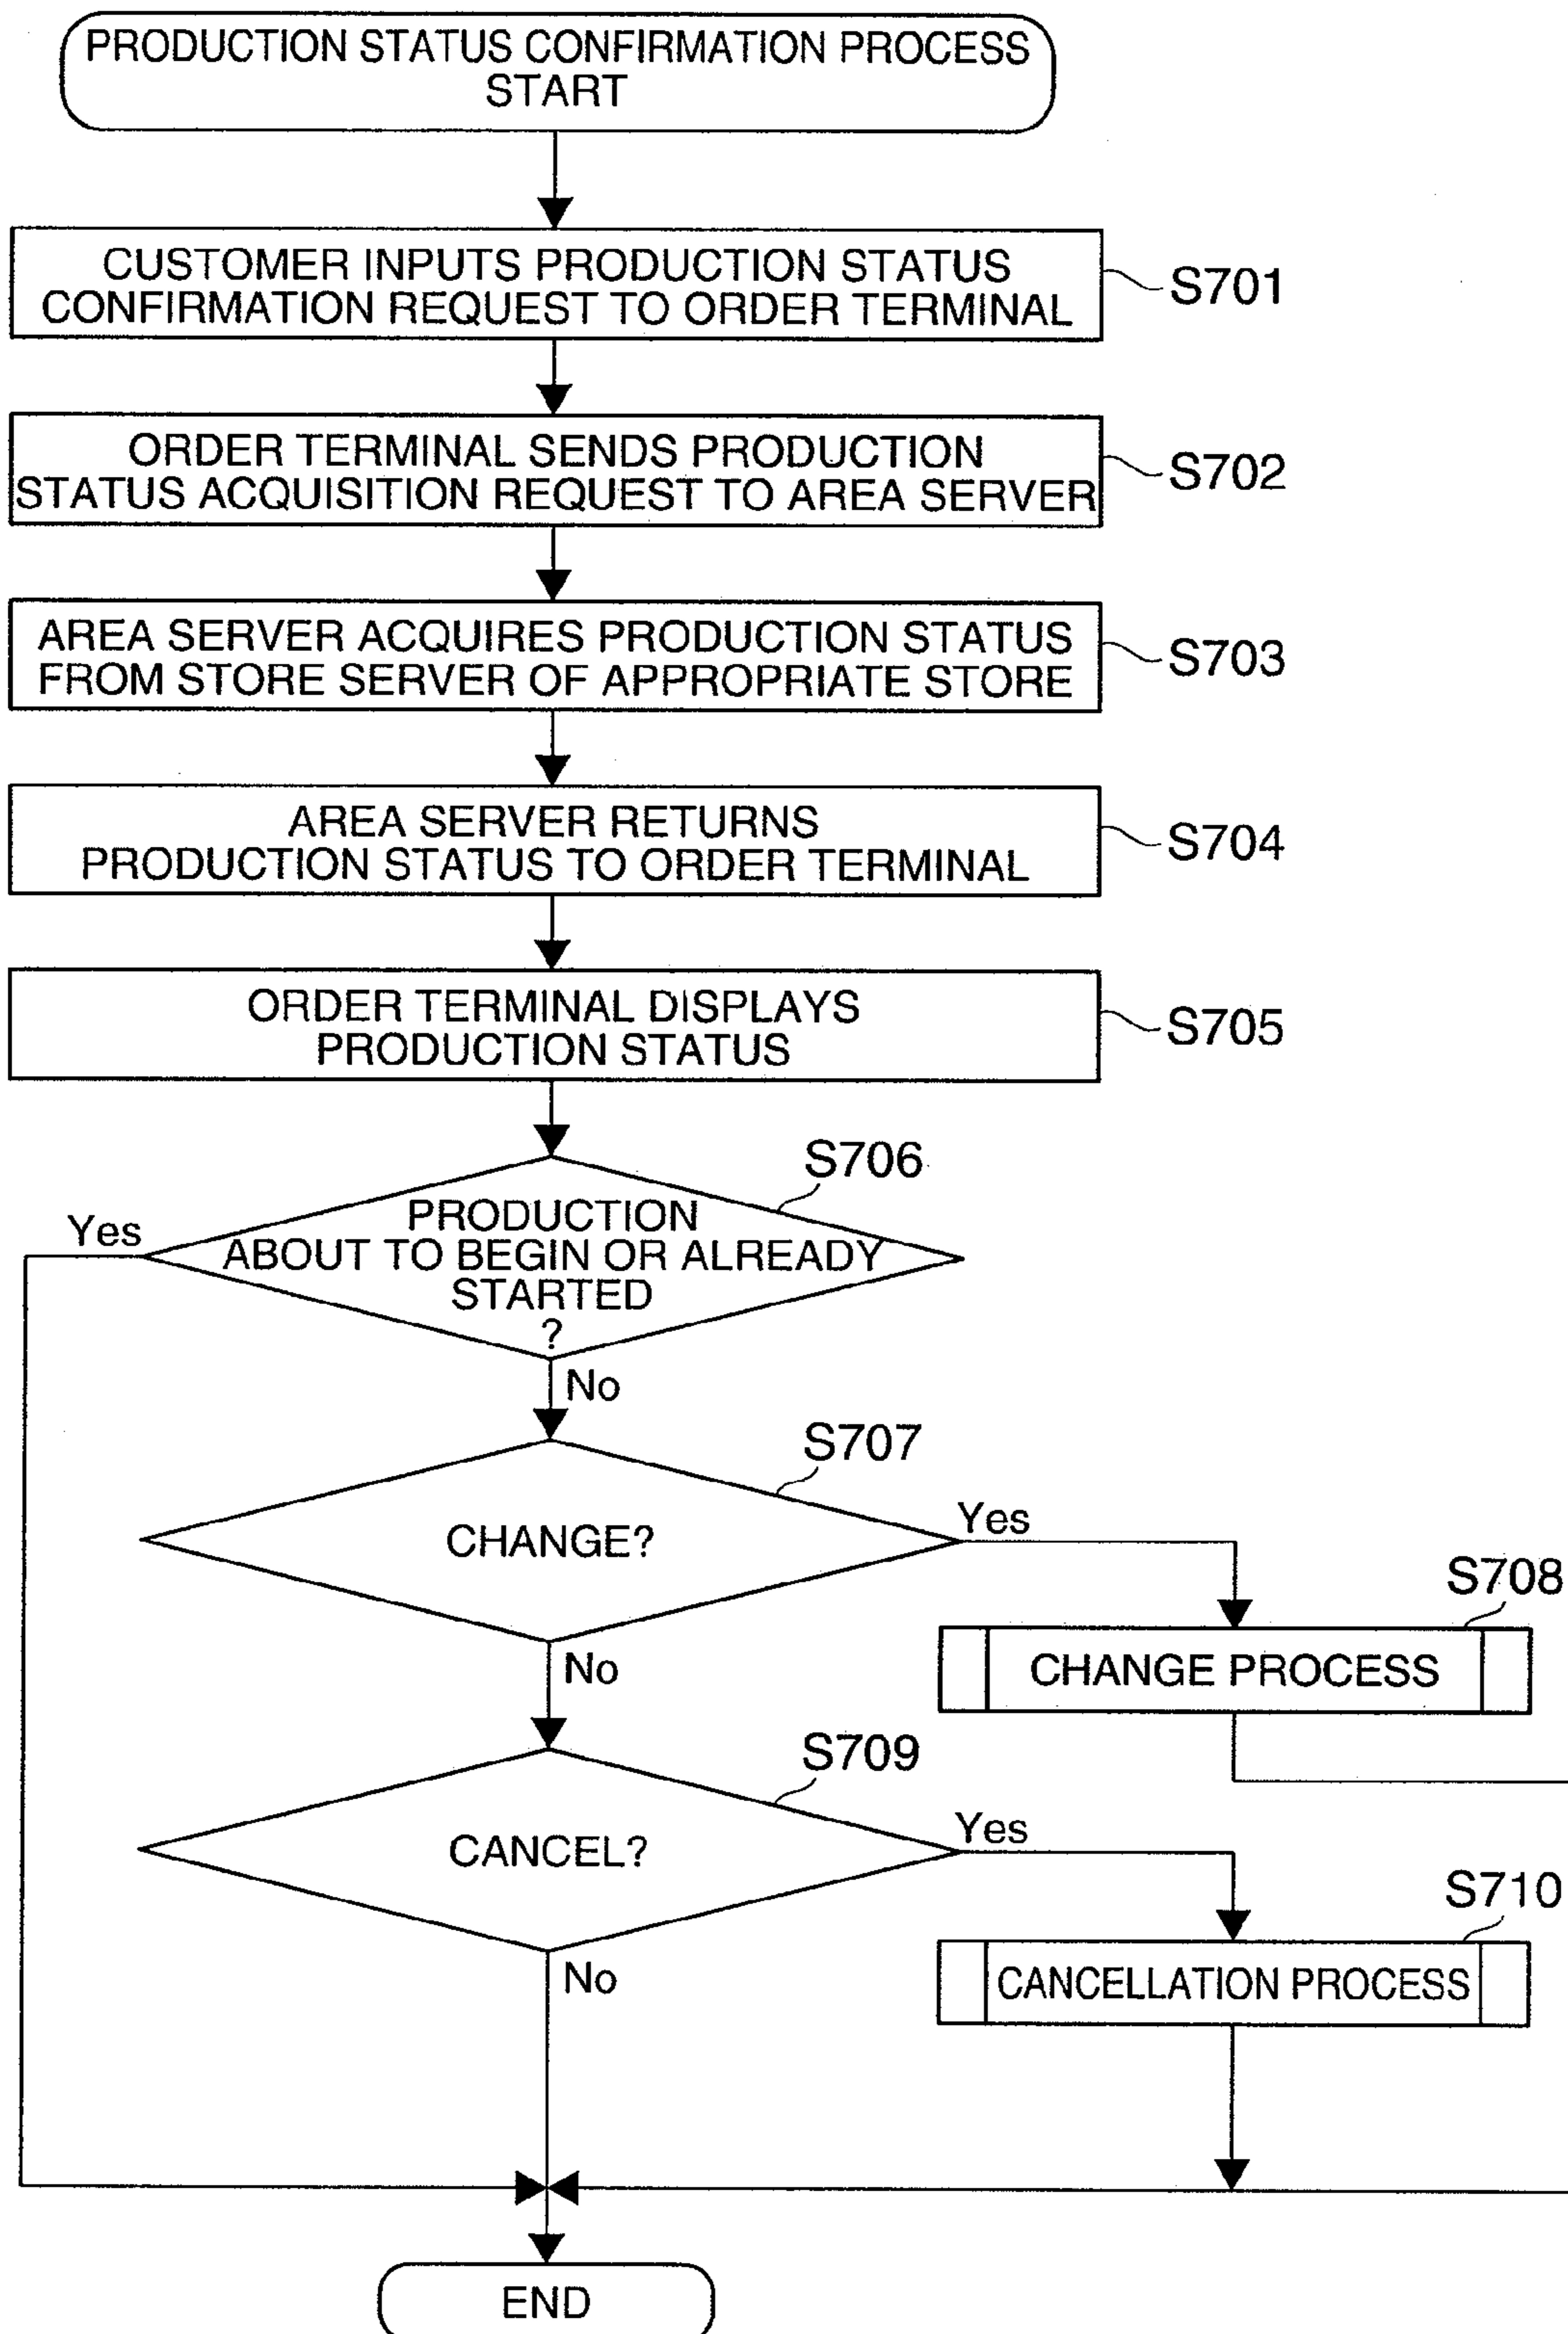 PRODUCTION STATUS CONFIRMATION PROCESS
START
CUSTOMER INPUTS PRODUCTION STATUS
CONFIRMATION REQUEST TO ORDER TERMINAL
S701
ORDER TERMINAL SENDS PRODUCTION
STATUS ACQUISITION REQUEST TO AREA SERVER
S702
AREA SERVER ACQUIRES PRODUCTION STATUS
FROM STORE SERVER OF APPROPRIATE STORE
S703
AREA SERVER RETURNS
PRODUCTION STATUS TO ORDER TERMINAL
S704
ORDER TERMINAL DISPLAYS
PRODUCTION STATUS
S705
S706
Yes
PRODUCTION
ABOUT TO BEGIN OR ALREADY
STARTED
?
No
S707
CHANGE?
Yes
S708
CHANGE PROCESS
No
S709
CANCEL?
Yes
S710
CANCELLATION PROCESS
No
END